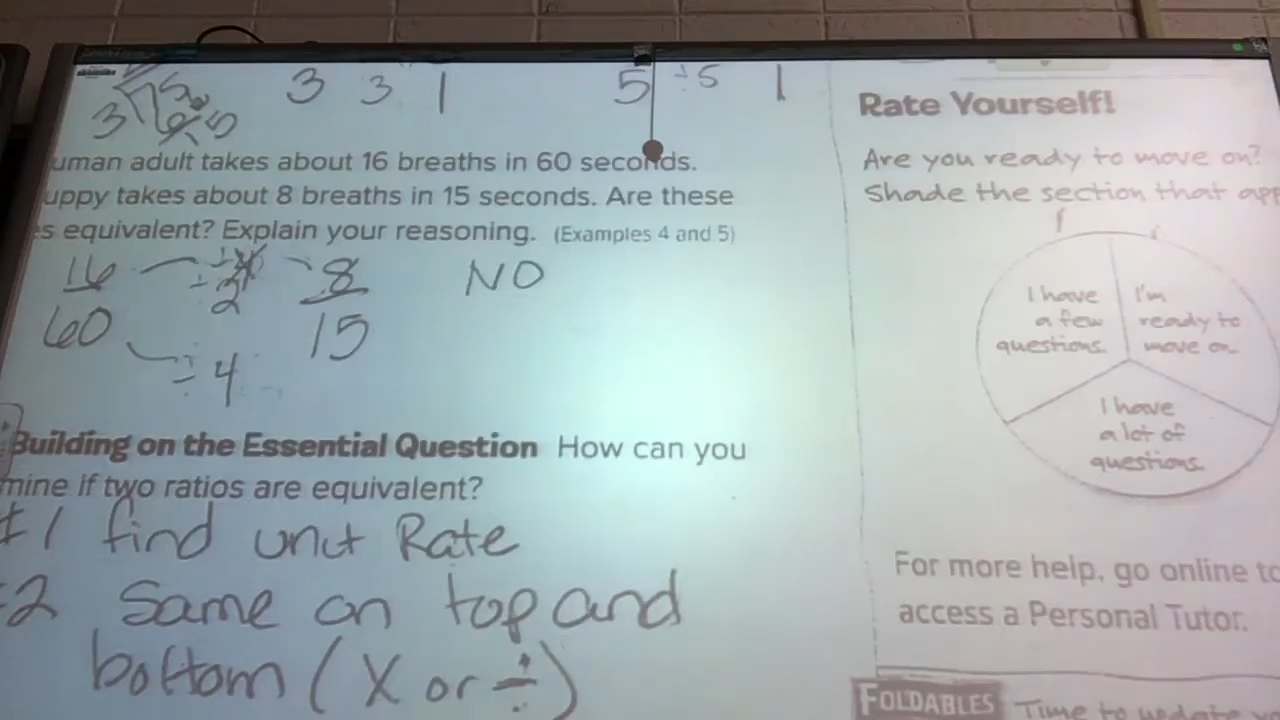 3 3 1 5 ÷5 1
uman adult takes about 16 breaths in 60 seconds.
uppy takes about 8 breaths in 15 seconds. Are these
s equivalent? Explain your reasoning. (Examples 4 and 5)
16 ÷ 2 8 NO
60 15
÷ 4
Building on the Essential Question How can you
mine if two ratios are equivalent?
#1 find unit Rate
2 Same on top and
bottom (X or ÷)
Rate Yourself!
Are you ready to move on?
Shade the section that app
I have
a few
questions.
I'm
ready to
move on.
I have
a lot of
questions.
For more help, go online to
access a Personal Tutor.
FOLDABLES Time to update yo